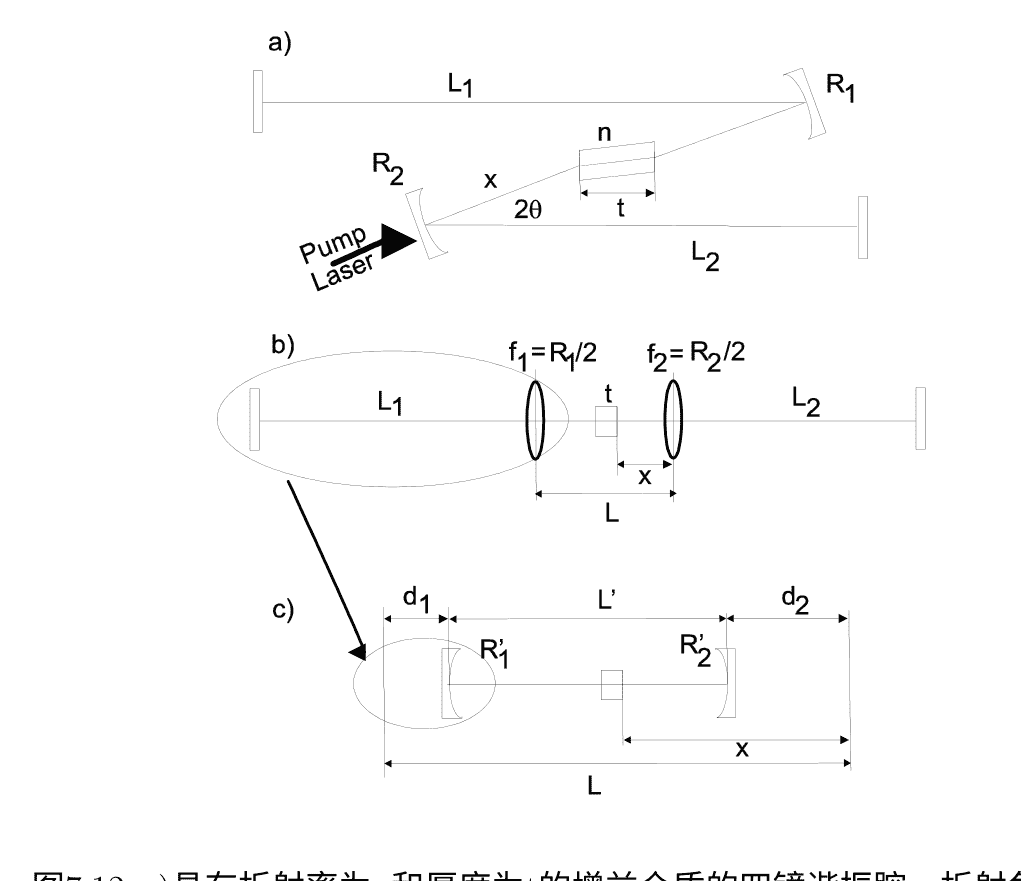 a)
L1
R1
n
R2
x
2θ
t
Pump
Laser
L2
b)
f1=R1/2
f2=R2/2
L1
t
L2
x
L
c)
d1
L'
d2
R'1
R'2
x
L